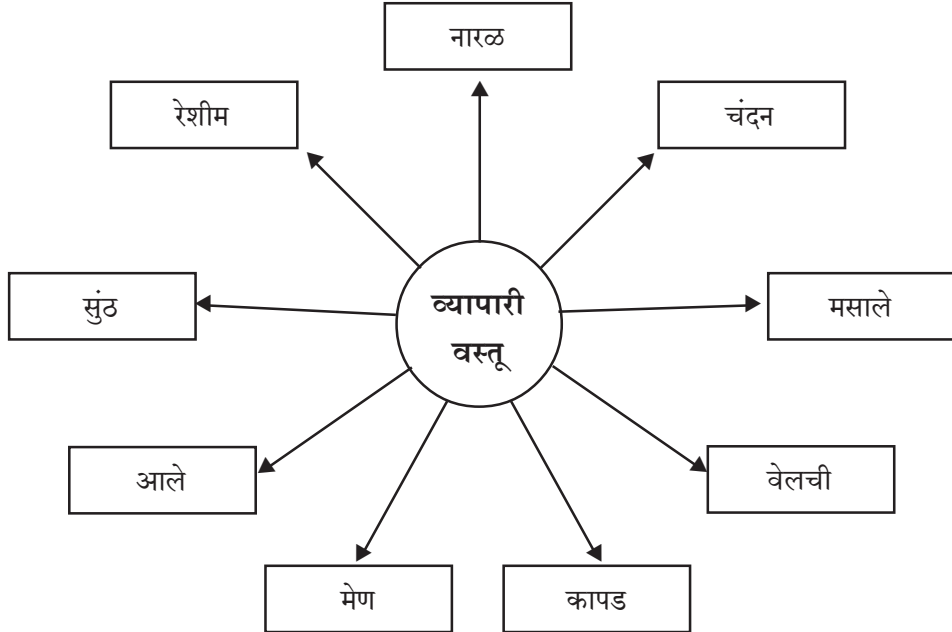 नारळ
रेशीम
चंदन
सुंठ
व्यापारी
वस्तू
मसाले
आले
वेलची
मेण
कापड